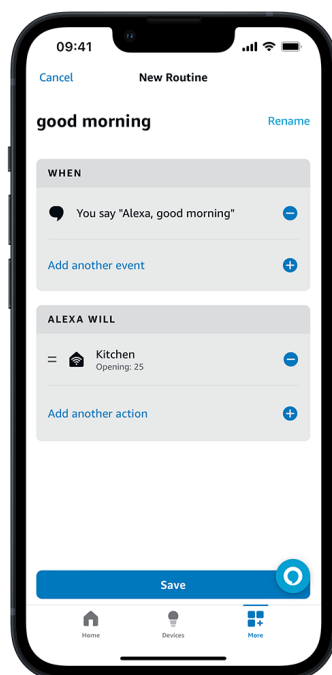 09:41
Cancel
New Routine
good morning
Rename
WHEN
You say "Alexa, good morning"
Add another event
ALEXA WILL
Kitchen
Opening: 25
Add another action
Save
Home
Devices
More